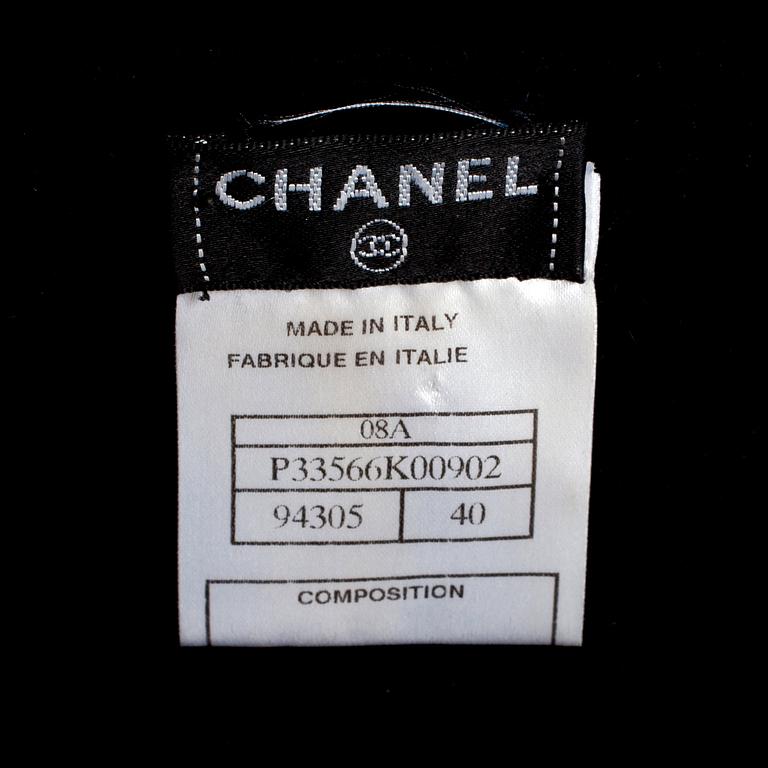 CHANEL
MADE IN ITALY
FABRIQUE EN ITALIE
08A
P33566K00902
94305 40
COMPOSITION